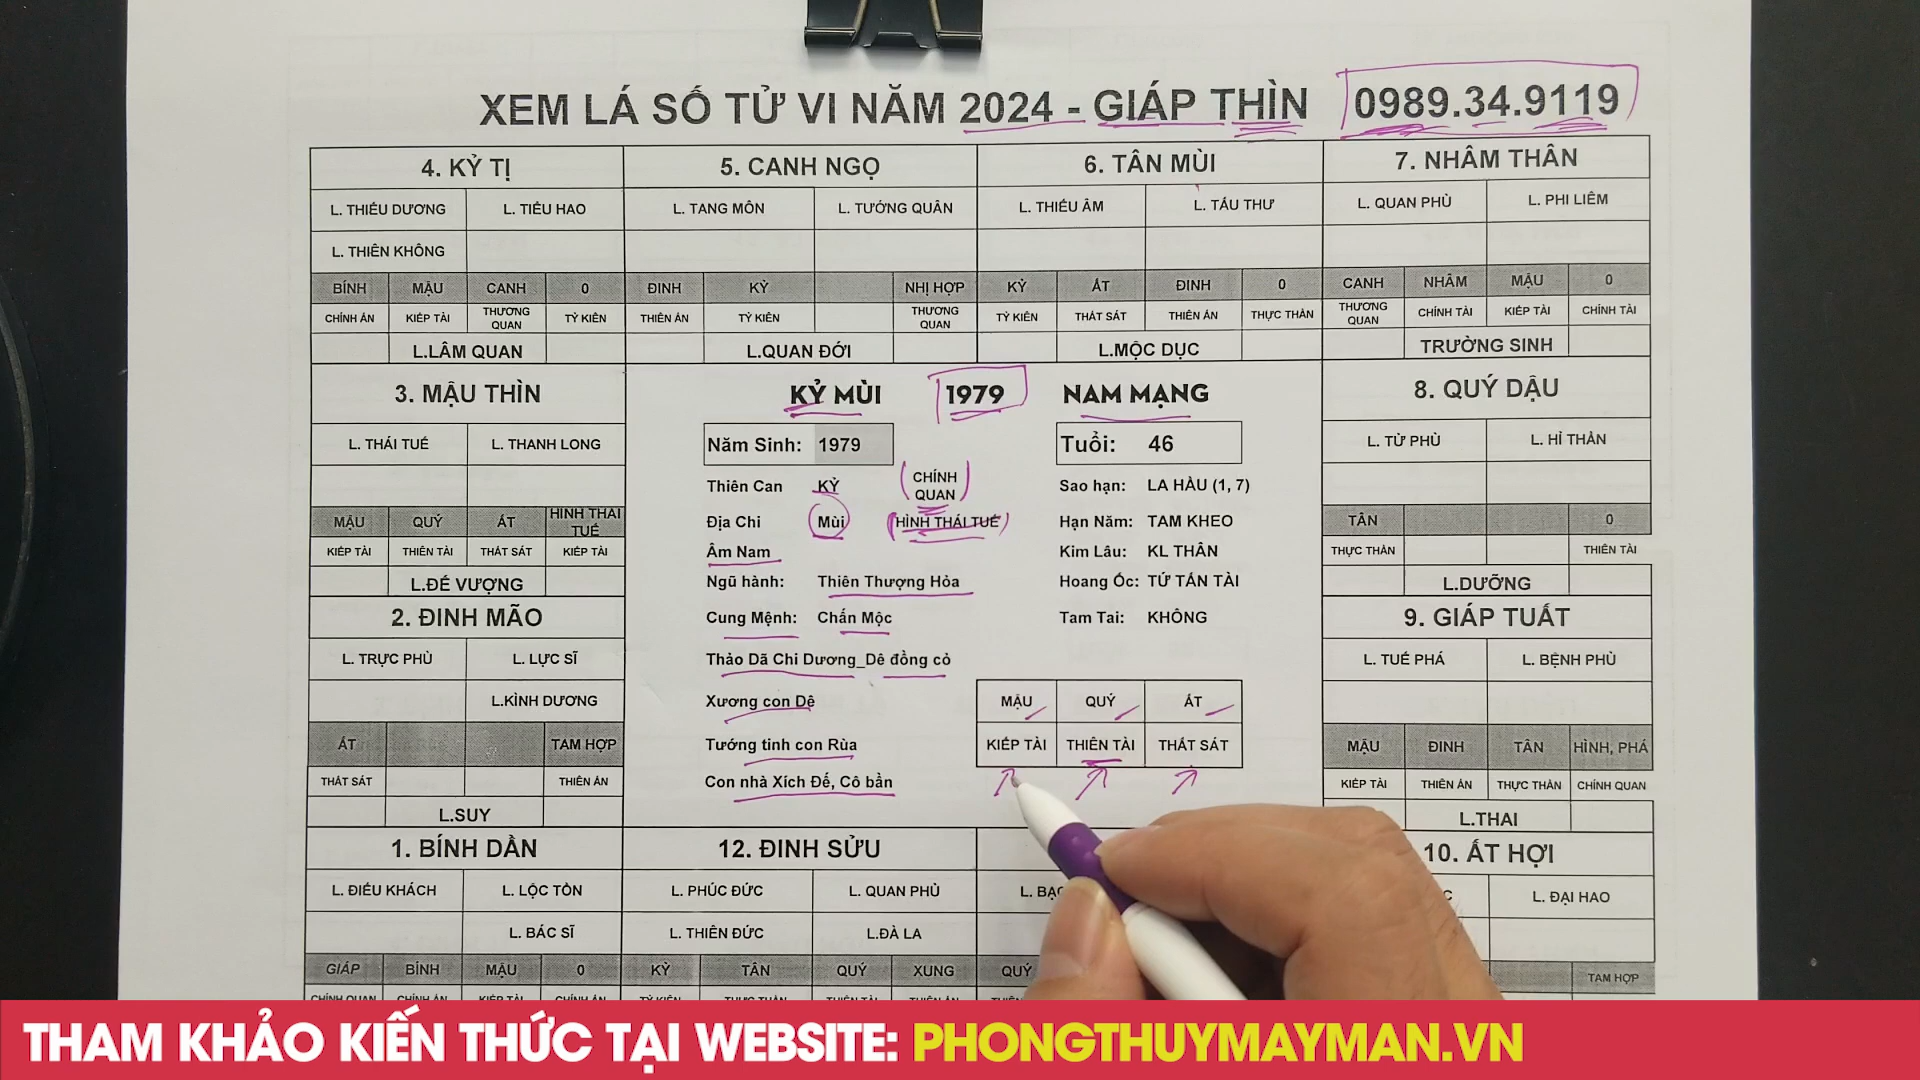 XEM LÁ SỐ TỬ VI NĂM 2024 - GIÁP THÌN 0989.34.9119
4. KỶ TỊ 5. CANH NGỌ 6. TÂN MÙI 7. NHÂM THÂN
L. THIẾU DƯƠNG L. TIỂU HAO L. TANG MÔN L. TƯỚNG QUÂN L. THIẾU ÂM L. TẤU THƯ L. QUAN PHÙ L. PHI LIÊM
L. THIÊN KHÔNG
BÍNH MẬU CANH 0 ĐINH KỶ NHỊ HỢP KỶ ẤT ĐINH 0 CANH NHÂM MẬU 0
CHÍNH ẤN KIẾP TÀI THƯƠNG QUAN TỶ KIÊN THIÊN ẤN TỶ KIÊN THƯƠNG QUAN TỶ KIÊN THẤT SÁT THIÊN ẤN THỰC THẦN THƯƠNG QUAN CHÍNH TÀI KIẾP TÀI CHÍNH TÀI
L.LÂM QUAN L.QUAN ĐỚI L.MỘC DỤC TRƯỜNG SINH
3. MẬU THÌN KỶ MÙI 1979 NAM MẠNG 8. QUÝ DẬU
L. THÁI TUẾ L. THANH LONG Năm Sinh: 1979 Tuổi: 46 L. TỬ PHÙ L. HỈ THẦN
Thiên Can KỶ CHÍNH QUAN Sao hạn: LA HẦU (1, 7)
MẬU QUÝ ẤT HÌNH THÁI TUẾ Địa Chi Mùi HÌNH THÁI TUẾ Hạn Năm: TAM KHEO TÂN 0
KIẾP TÀI THIÊN TÀI THẤT SÁT KIẾP TÀI Âm Nam Kim Lâu: KL THÂN THỰC THẦN THIÊN TÀI
L.ĐẾ VƯỢNG Ngũ hành: Thiên Thượng Hỏa Hoang Ốc: TỨ TẤN TÀI L.DƯỠNG
2. ĐINH MÃO Cung Mệnh: Chấn Mộc Tam Tai: KHÔNG 9. GIÁP TUẤT
L. TRỰC PHÙ L. LỰC SĨ Thảo Dã Chi Dương_Dê đồng cỏ L. TUẾ PHÁ L. BỆNH PHÙ
L.KÌNH DƯƠNG Xương con Dê MẬU QUÝ ẤT
ẤT TAM HỢP Tướng tinh con Rùa KIẾP TÀI THIÊN TÀI THẤT SÁT MẬU ĐINH TÂN HÌNH, PHÁ
THẤT SÁT THIÊN ẤN Con nhà Xích Đế, Cô bần KIẾP TÀI THIÊN ẤN THỰC THẦN CHÍNH QUAN
L.SUY L.THAI
1. BÍNH DẦN 12. ĐINH SỬU 10. ẤT HỢI
L. ĐIẾU KHÁCH L. LỘC TỒN L. PHÚC ĐỨC L. QUAN PHỦ L. ĐẠI HAO
L. BÁC SĨ L. THIÊN ĐỨC L.ĐÀ LA
GIÁP BÍNH MẬU 0 KỶ TÂN QUÝ XUNG QUÝ TAM HỢP
THAM KHẢO KIẾN THỨC TẠI WEBSITE: PHONGTHUYMAYMAN.VN